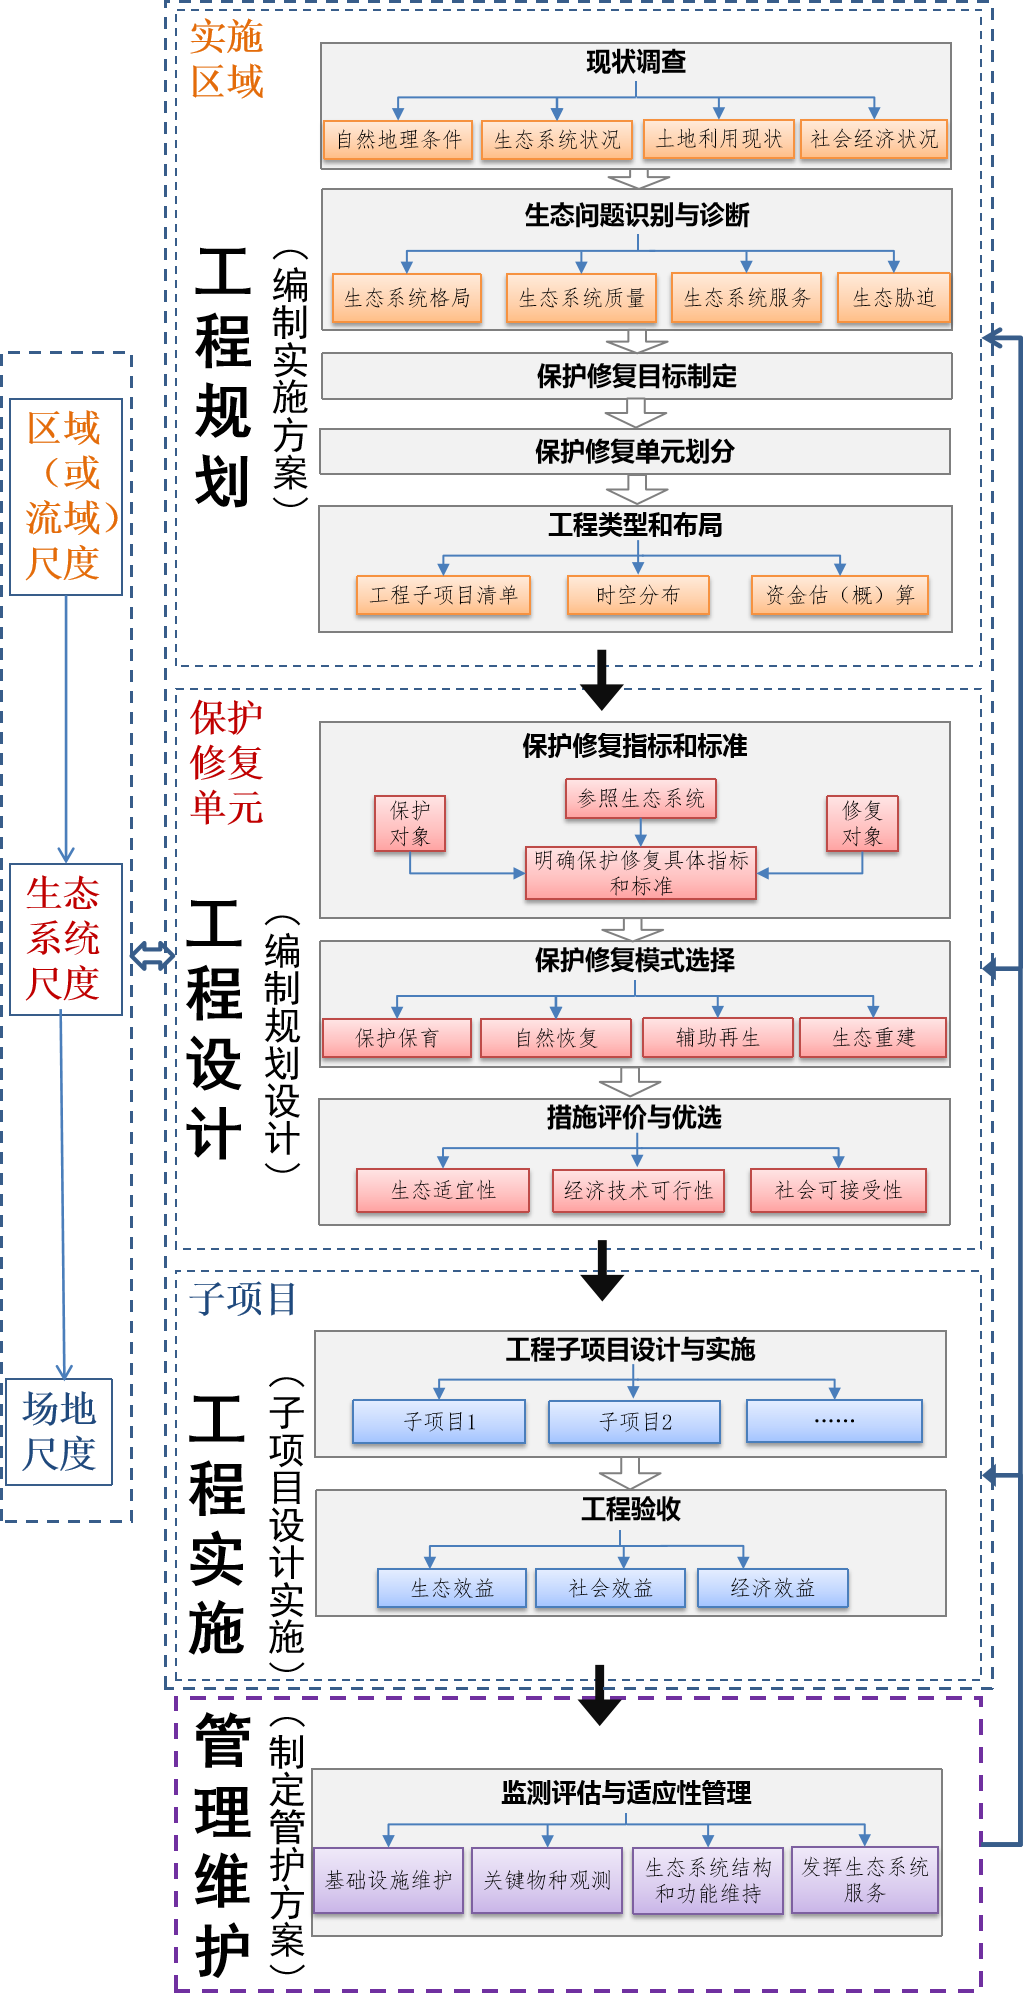 区域
（或
流域）
尺度
生态
系统
尺度
场地
尺度
实施
区域
工程规划
（编制实施方案）
现状调查
自然地理条件
生态系统状况
土地利用现状
社会经济状况
生态问题识别与诊断
生态系统格局
生态系统质量
生态系统服务
生态胁迫
保护修复目标制定
保护修复单元划分
工程类型和布局
工程子项目清单
时空分布
资金估（概）算
保护
修复
单元
工程设计
（编制规划设计）
保护修复指标和标准
保护
对象
参照生态系统
修复
对象
明确保护修复具体指标
和标准
保护修复模式选择
保护保育
自然恢复
辅助再生
生态重建
措施评价与优选
生态适宜性
经济技术可行性
社会可接受性
子项目
工程实施
（子项目设计实施）
工程子项目设计与实施
子项目1
子项目2
······
工程验收
生态效益
社会效益
经济效益
管理维护
（制定管护方案）
监测评估与适应性管理
基础设施维护
关键物种观测
生态系统结构
和功能维持
发挥生态系统
服务